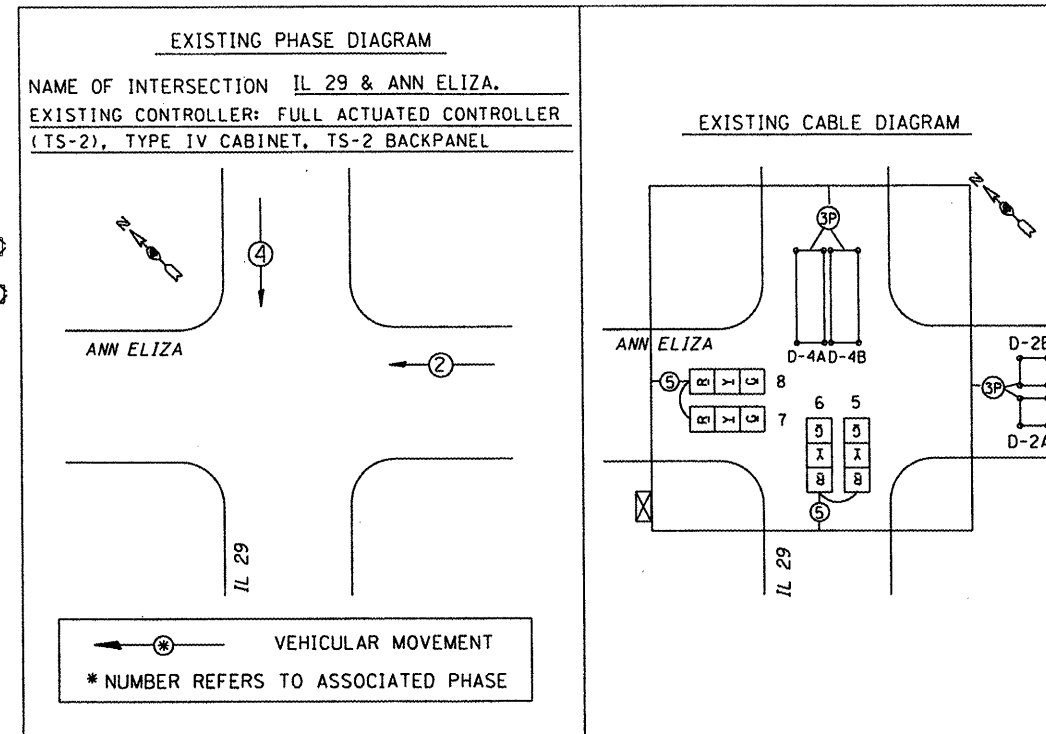 EXISTING PHASE DIAGRAM
NAME OF INTERSECTION IL 29 & ANN ELIZA.
EXISTING CONTROLLER: FULL ACTUATED CONTROLLER
(TS-2), TYPE IV CABINET, TS-2 BACKPANEL
N
4
ANN ELIZA
2
IL 29
* VEHICULAR MOVEMENT
* NUMBER REFERS TO ASSOCIATED PHASE
EXISTING CABLE DIAGRAM
N
3P
ANN ELIZA
D-4A D-4B
D-2B
5 R Y G 8
3P
R Y G 7
6 5
D-2A
G G
Y Y
R R
5
IL 29